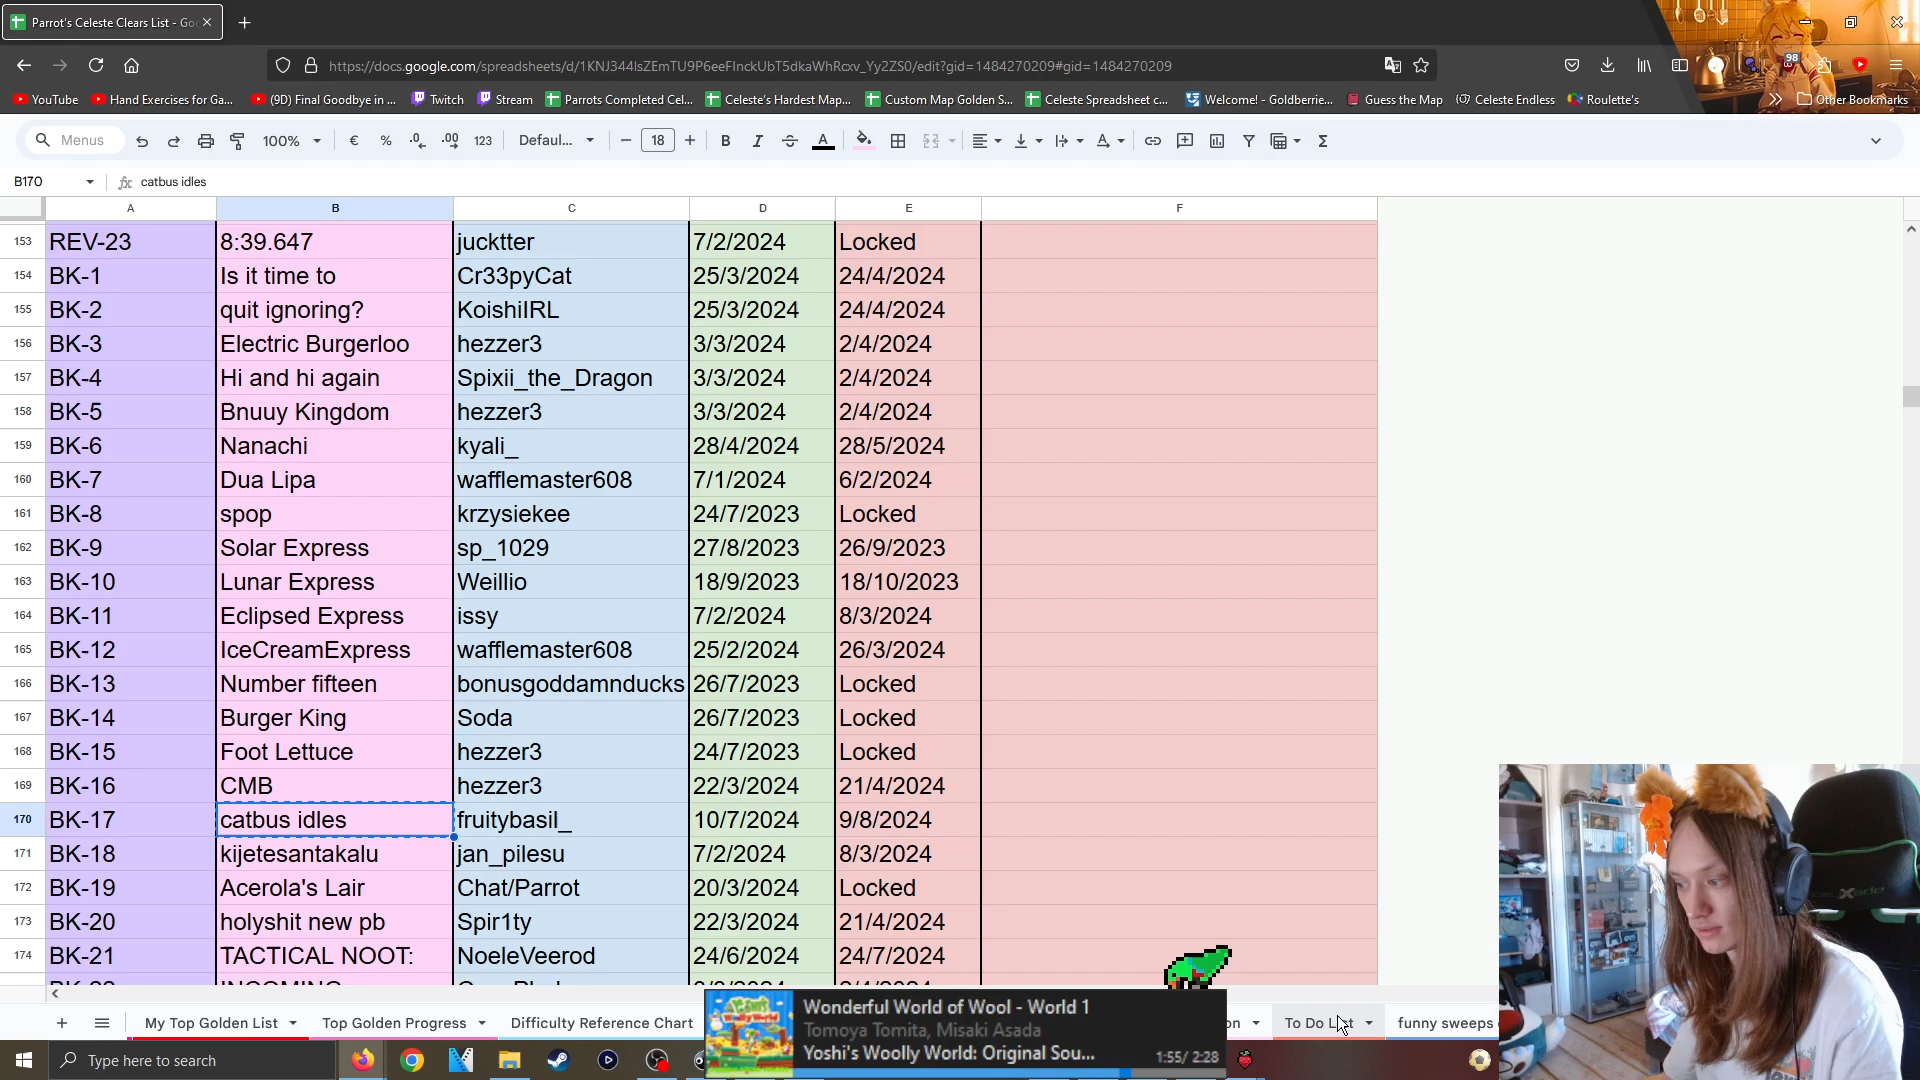 Parrot's Celeste Clears List - Go
https://docs.google.com/spreadsheets/d/1KNJ344lsZEmTU9P6eeFInckUbT5dkaWhRcxv_Yy2ZS0/edit?gid=1484270209#gid=1484270209
98
YouTube
Hand Exercises for Ga...
(9D) Final Goodbye in ...
Twitch
Stream
Parrots Completed Cel...
Celeste's Hardest Map...
Custom Map Golden S...
Celeste Spreadsheet c...
Welcome! - Goldberrie...
Guess the Map
Celeste Endless
Roulette's
Other Bookmarks
Menus
100%
€
%
.0
.00
123
Defaul...
18
B
I
A
Σ
B170
fx
catbus idles
A B C D E F
153 REV-23 8:39.647 jucktter 7/2/2024 Locked
154 BK-1 Is it time to Cr33pyCat 25/3/2024 24/4/2024
155 BK-2 quit ignoring? KoishiIRL 25/3/2024 24/4/2024
156 BK-3 Electric Burgerloo hezzer3 3/3/2024 2/4/2024
157 BK-4 Hi and hi again Spixii_the_Dragon 3/3/2024 2/4/2024
158 BK-5 Bnuuy Kingdom hezzer3 3/3/2024 2/4/2024
159 BK-6 Nanachi kyali_ 28/4/2024 28/5/2024
160 BK-7 Dua Lipa wafflemaster608 7/1/2024 6/2/2024
161 BK-8 spop krzysiekee 24/7/2023 Locked
162 BK-9 Solar Express sp_1029 27/8/2023 26/9/2023
163 BK-10 Lunar Express Weillio 18/9/2023 18/10/2023
164 BK-11 Eclipsed Express issy 7/2/2024 8/3/2024
165 BK-12 IceCreamExpress wafflemaster608 25/2/2024 26/3/2024
166 BK-13 Number fifteen bonusgoddamnducks 26/7/2023 Locked
167 BK-14 Burger King Soda 26/7/2023 Locked
168 BK-15 Foot Lettuce hezzer3 24/7/2023 Locked
169 BK-16 CMB hezzer3 22/3/2024 21/4/2024
170 BK-17 catbus idles fruitybasil_ 10/7/2024 9/8/2024
171 BK-18 kijetesantakalu jan_pilesu 7/2/2024 8/3/2024
172 BK-19 Acerola's Lair Chat/Parrot 20/3/2024 Locked
173 BK-20 holyshit new pb Spir1ty 22/3/2024 21/4/2024
174 BK-21 TACTICAL NOOT: NoeleVeerod 24/6/2024 24/7/2024
My Top Golden List
Top Golden Progress
Difficulty Reference Chart
on
To Do List
funny sweeps
Wonderful World of Wool - World 1
Tomoya Tomita, Misaki Asada
Yoshi's Woolly World: Original Sou...
1:55/ 2:28
Type here to search